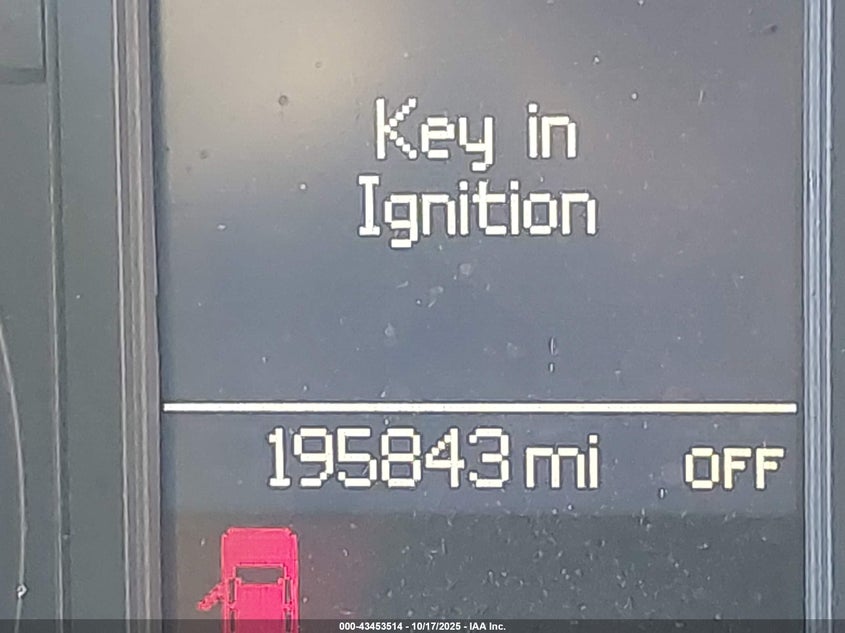 Key in
Ignition
195843 mi OFF
000-43453514 - 10/17/2025 - IAA Inc.